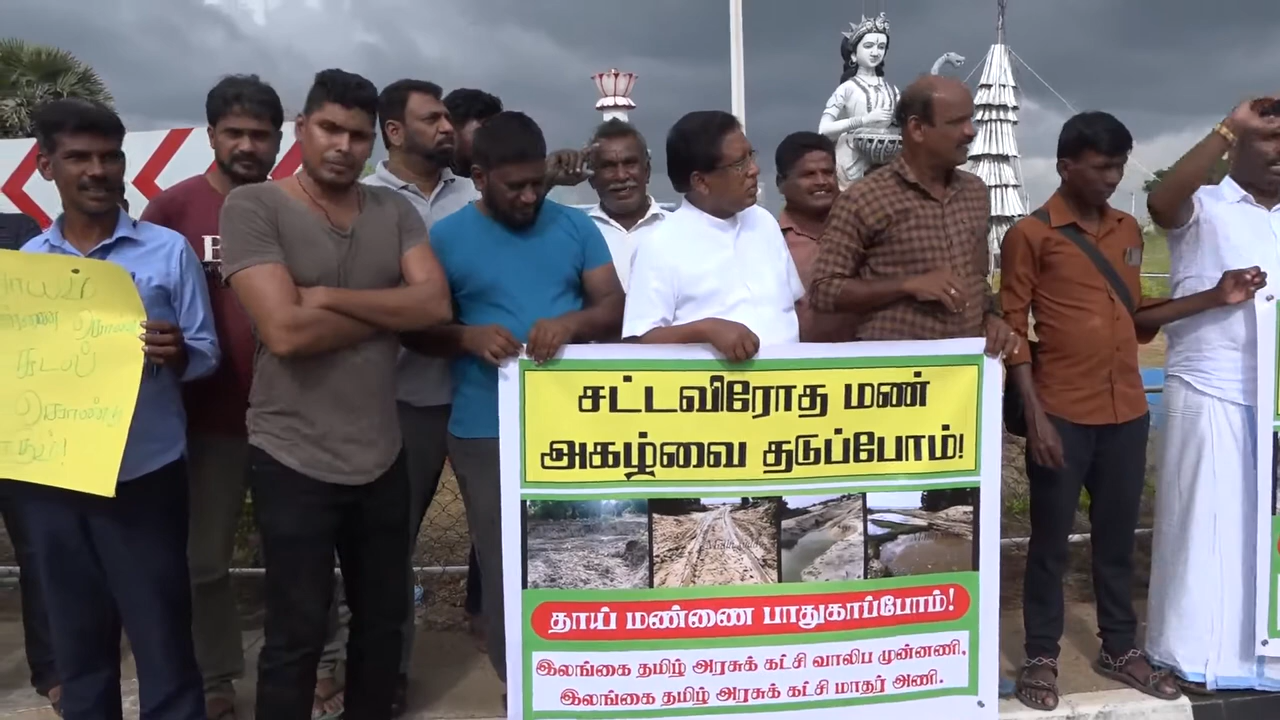 சட்டவிரோத மண்
அகழ்வை தடுப்போம்!
தாய் மண்ணை பாதுகாப்போம்!
இலங்கை தமிழ் அரசுக் கட்சி வாலிப முன்னணி.
இலங்கை தமிழ் அரசுக் கட்சி மாதர் அணி.